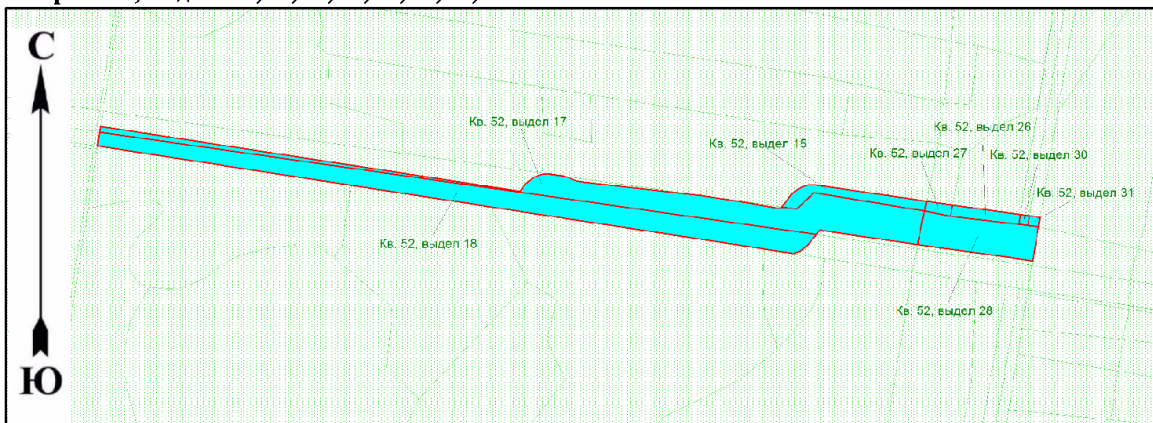 С
Кв. 52, выдел 17
Кв. 52, выдел 26
Кв. 52, выдел 15
Кв. 52, выдел 27
Кв. 52, выдел 30
Кв. 52, выдел 31
Кв. 52, выдел 18
Кв. 52, выдел 28
Ю